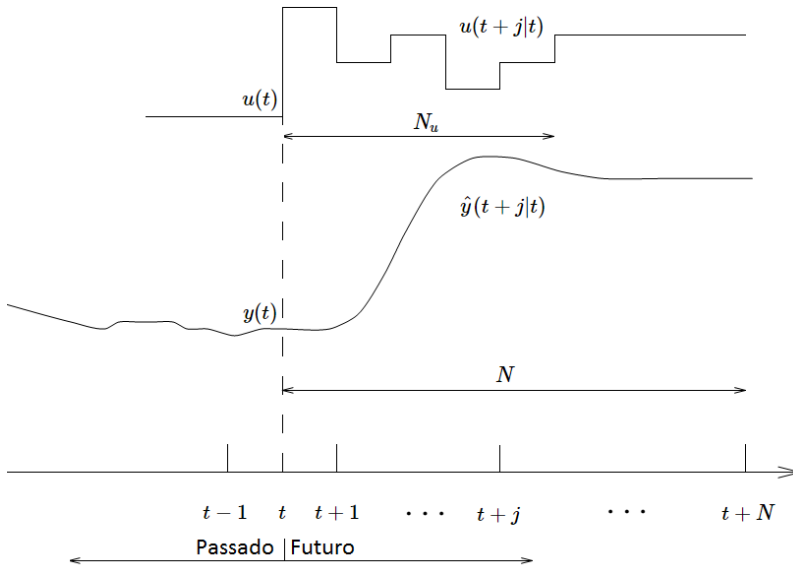 u(t + j|t)
u(t)
N_u
ŷ(t + j|t)
y(t)
N
t − 1 t t + 1 · · · t + j · · · t + N
Passado | Futuro